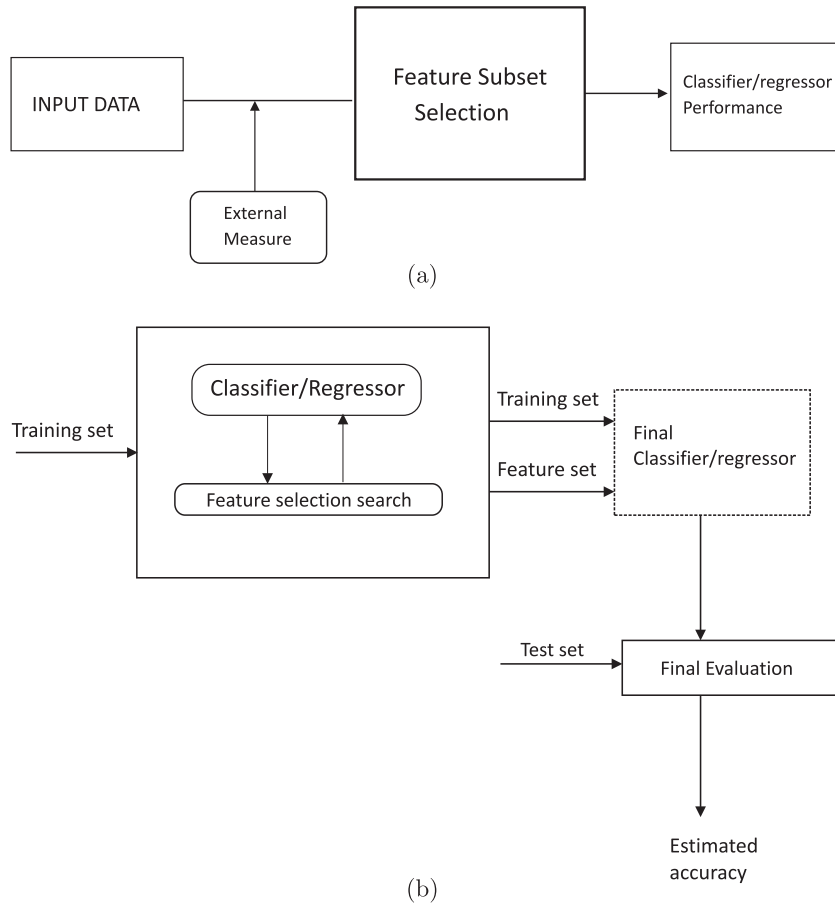 INPUT DATA
Feature Subset
Selection
Classifier/regressor
Performance
External
Measure
(a)
Training set
Classifier/Regressor
Feature selection search
Training set
Feature set
Final
Classifier/regressor
Test set
Final Evaluation
Estimated
accuracy
(b)